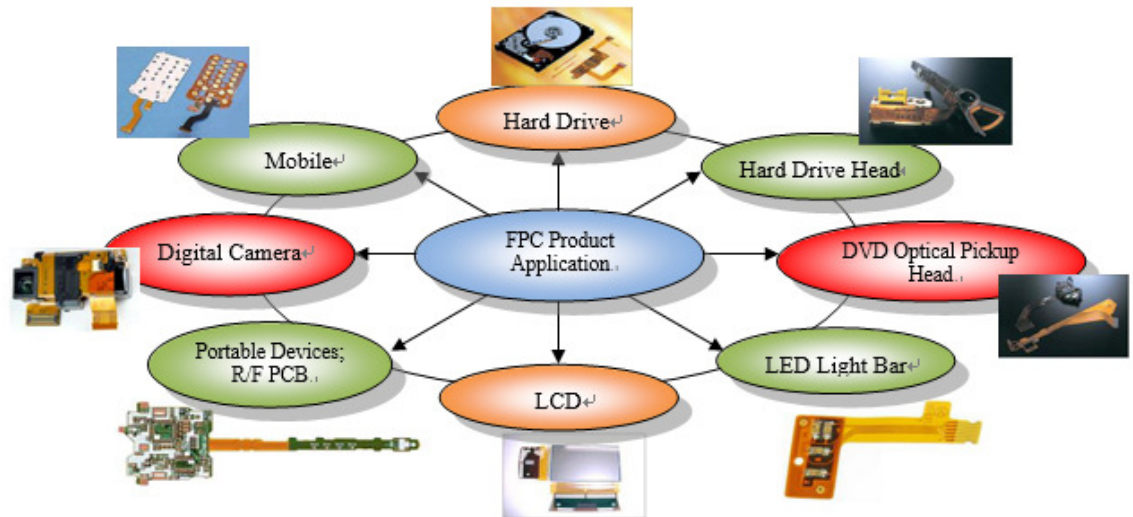 Hard Drive
Mobile
Hard Drive Head
Digital Camera
FPC Product
Application
DVD Optical Pickup
Head
Portable Devices;
R/F PCB
LED Light Bar
LCD